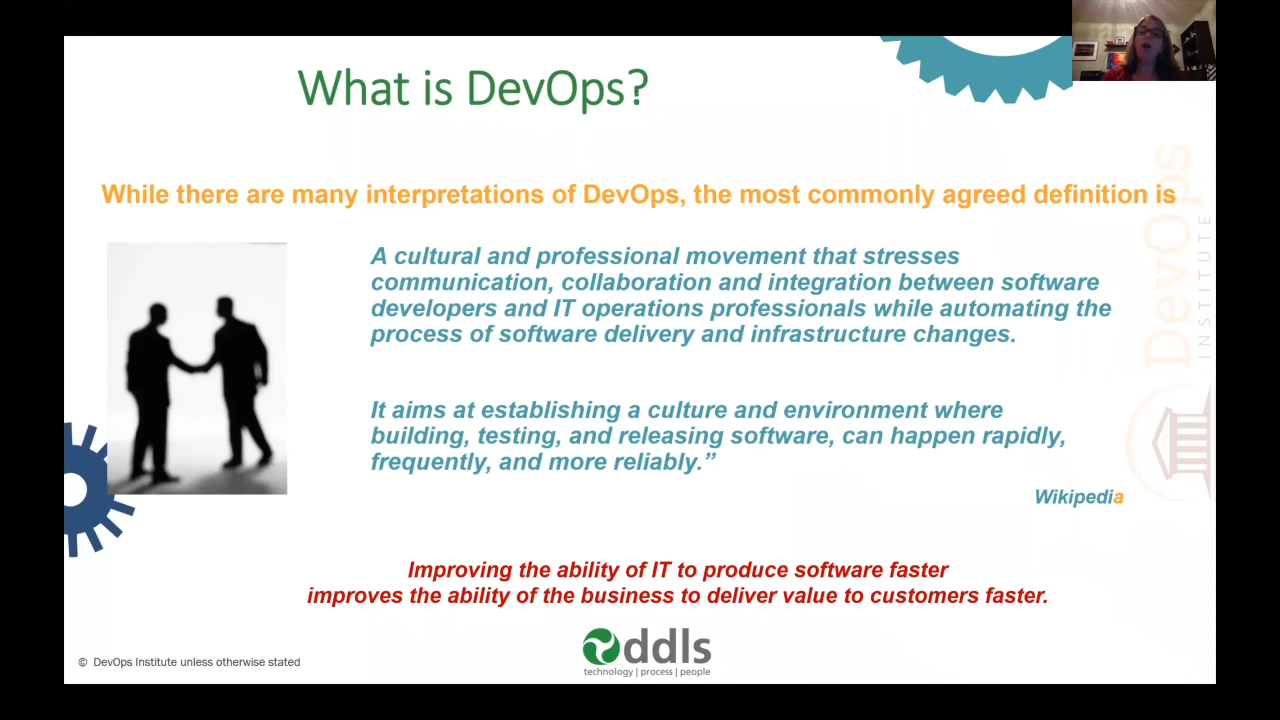 What is DevOps?
While there are many interpretations of DevOps, the most commonly agreed definition is
A cultural and professional movement that stresses
communication, collaboration and integration between software
developers and IT operations professionals while automating the
process of software delivery and infrastructure changes.
It aims at establishing a culture and environment where
building, testing, and releasing software, can happen rapidly,
frequently, and more reliably.”
Wikipedia
DevOps
INSTITUTE
Improving the ability of IT to produce software faster
improves the ability of the business to deliver value to customers faster.
ddls
technology | process | people
© DevOps Institute unless otherwise stated